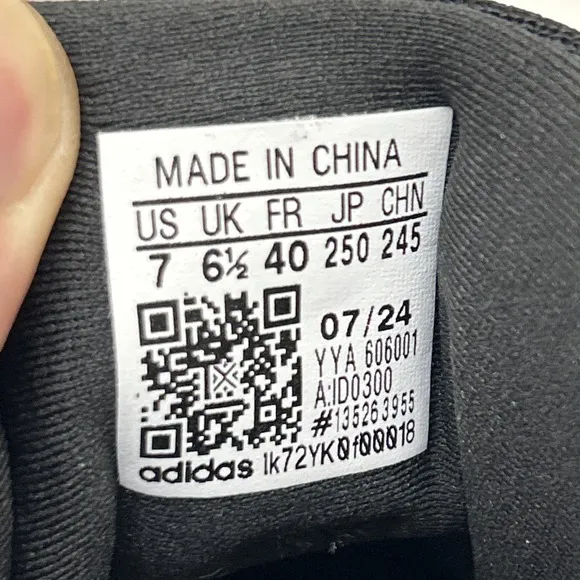 MADE IN CHINA
US UK FR JP CHN
7 6½ 40 250 245
07/24
YYA 606001
A:ID0300
#135263955
adidas 1k72YK0f00018